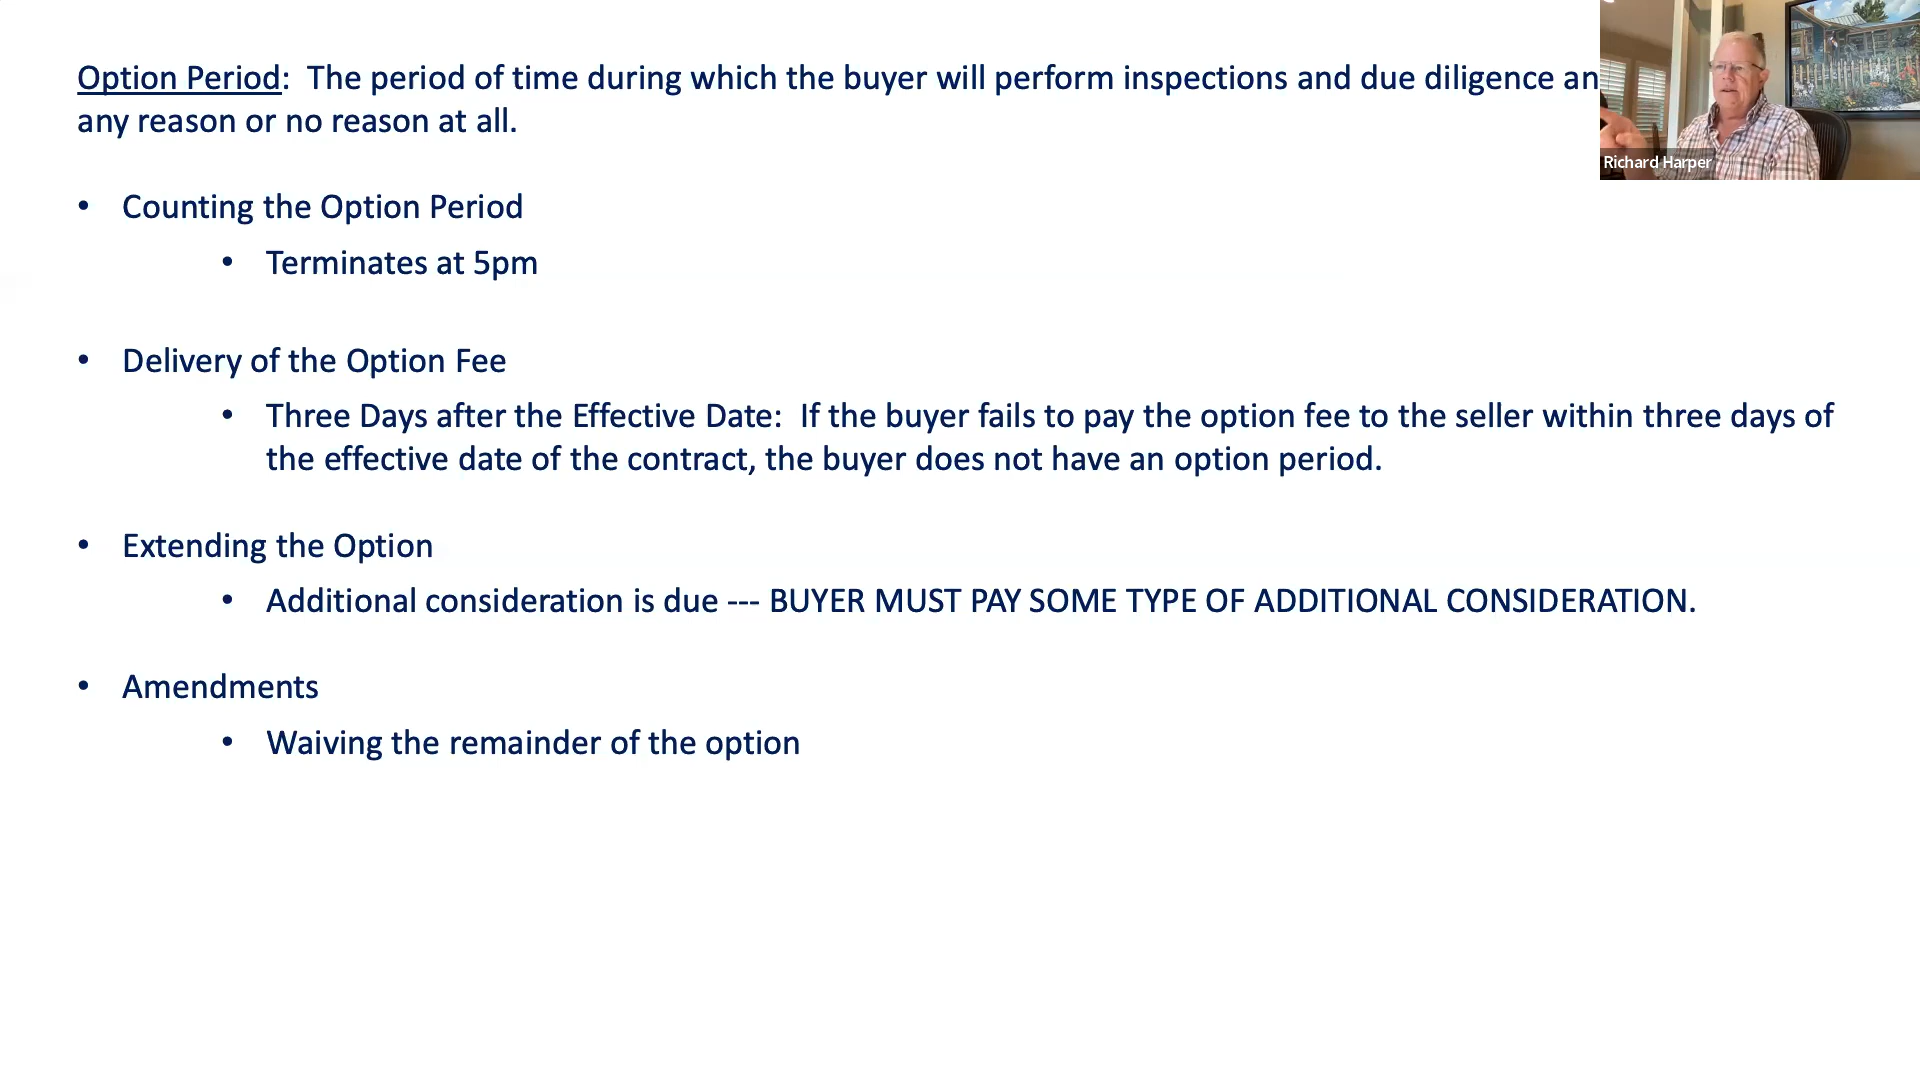 Option Period: The period of time during which the buyer will perform inspections and due diligence an
any reason or no reason at all.
• Counting the Option Period
• Terminates at 5pm
• Delivery of the Option Fee
• Three Days after the Effective Date: If the buyer fails to pay the option fee to the seller within three days of
the effective date of the contract, the buyer does not have an option period.
• Extending the Option
• Additional consideration is due --- BUYER MUST PAY SOME TYPE OF ADDITIONAL CONSIDERATION.
• Amendments
• Waiving the remainder of the option
Richard Harper